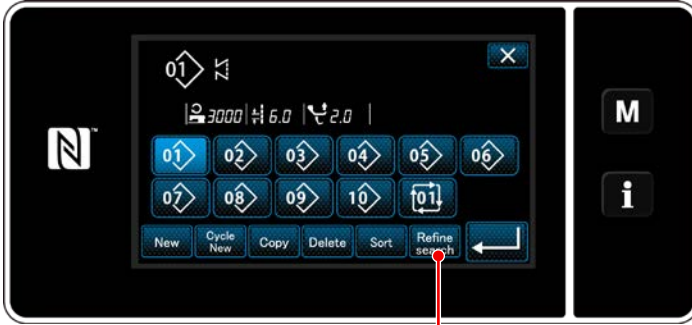 01
3000 6.0 2.0
01 02 03 04 05 06
07 08 09 10 01
New Cycle New Copy Delete Sort Refine search
N™
M
i